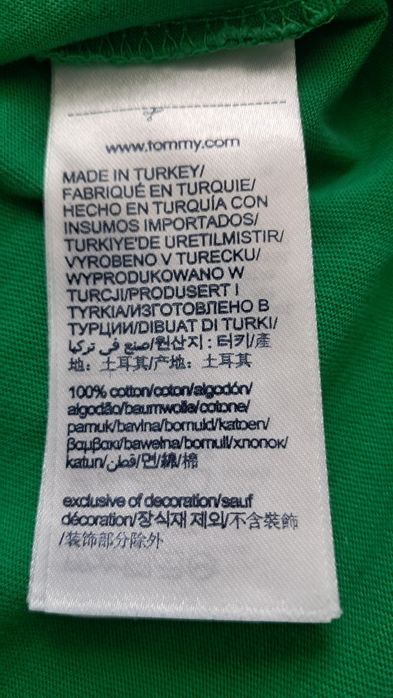 www.tommy.com
MADE IN TURKEY/
FABRIQUÉ EN TURQUIE/
HECHO EN TURQUÍA CON
INSUMOS IMPORTADOS/
TURKIYE'DE URETILMISTIR/
VYROBENO V TURECKU/
WYPRODUKOWANO W
TURCJI/PRODUSERT I
TYRKIA/ИЗГОТОВЛЕНО В
ТУРЦИИ/DIBUAT DI TURKI/
صنع في تركيا/원산지 : 터키/產
地：土耳其/产地：土耳其
100% cotton/coton/algodón/
algodão/baumwolle/cotone/
pamuk/bavlna/bomuld/katoen/
βαμβακι/bawełna/bomull/хлопок/
katun/قطن/면/綿/棉
exclusive of decoration/sauf
décoration/장식재 제외/不含裝飾
/装饰部分除外